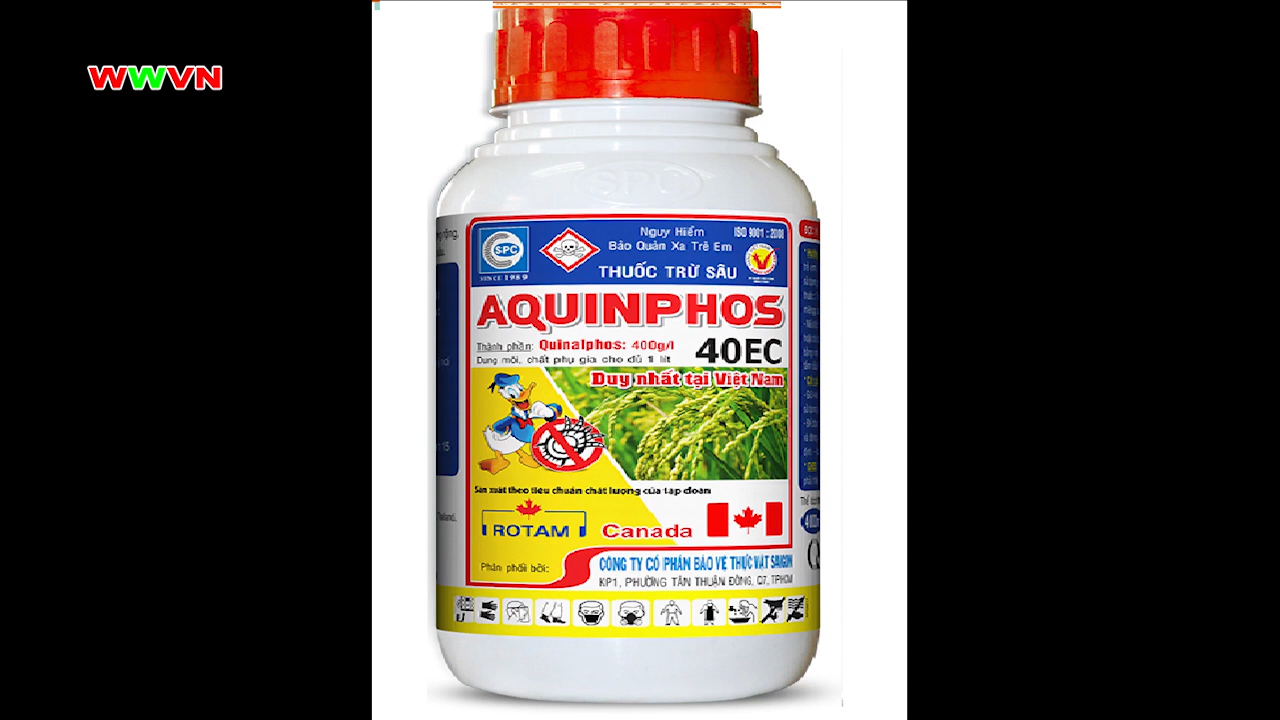 WWVN
SPC
SPC
SINCE 1989
Nguy Hiểm
Bảo Quản Xa Trẻ Em
ISO 9001 : 2008
THUỐC TRỪ SÂU
AQUINPHOS
Thành phần: Quinalphos: 400g/l
Dung môi, chất phụ gia cho đủ 1 lít
40EC
Duy nhất tại Việt Nam
Sản xuất theo tiêu chuẩn chất lượng của tập đoàn
ROTAM
Canada
Phân phối bởi:
CÔNG TY CỔ PHẦN BẢO VỆ THỰC VẬT SAIGON
KP1, PHƯỜNG TÂN THUẬN ĐÔNG, Q7, TPHCM